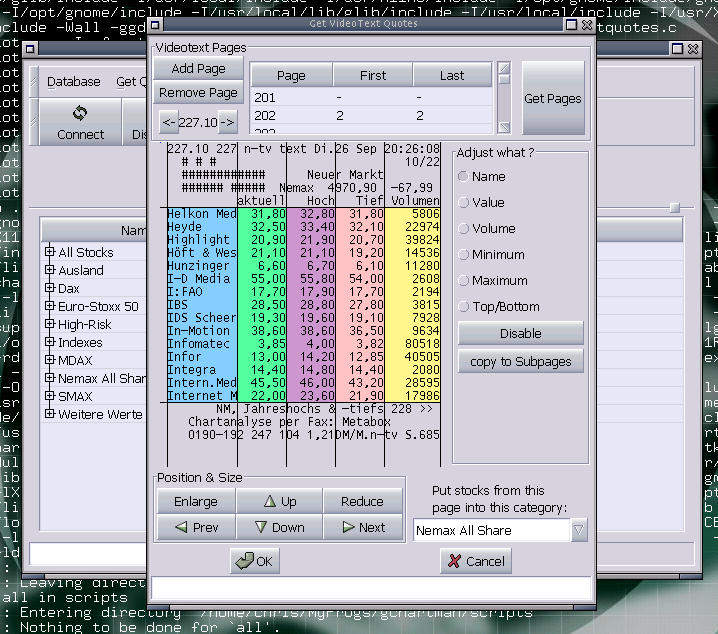 -I/opt/gnome/include -I/usr/local/include -I/usr/X
include -Wall -ggd
tquotes.c
Get VideoText Quotes
Videotext Pages
Add Page
Remove Page
<- 227.10 ->
Page First Last
201 - -
202 2 2
Get Pages
Database Get Q
Connect Dis
Nam
All Stocks
Ausland
Dax
Euro-Stoxx 50
High-Risk
Indexes
MDAX
Nemax All Shar
SMAX
Weitere Werte
227.10 227 n-tv text Di.26 Sep 20:26:08
# # # 10/22
############# Neuer Markt
###### ##### Nemax 4970,90 -67,99
aktuell Hoch Tief Volumen
Helkon Med 31,80 32,80 31,80 5806
Heyde 32,50 33,40 32,10 22974
Highlight 20,90 21,90 20,70 39824
Höft & Wes 21,10 21,10 19,20 14536
Hunzinger 6,60 6,70 6,10 11280
I-D Media 55,00 55,80 54,00 2608
I:FAO 17,70 17,90 17,70 2194
IBS 28,50 28,80 27,80 3815
IDS Scheer 19,30 19,60 19,10 7928
In-Motion 38,60 38,60 36,50 9634
Infomatec 3,85 4,00 3,82 80518
Infor 13,00 14,20 12,85 40505
Integra 14,40 14,80 14,40 2080
Intern.Med 45,50 46,00 43,20 28595
Internet M 22,00 23,60 21,90 17986
NM, Jahreshochs & -tiefs 228 >>
Chartanalyse per Fax: Metabox
0190-192 247 104 1,21DM/M.n-tv S.685
Adjust what ?
Name
Value
Volume
Minimum
Maximum
Top/Bottom
Disable
copy to Subpages
Position & Size
Enlarge Up Reduce
Prev Down Next
Put stocks from this
page into this category:
Nemax All Share
OK Cancel
: Leaving direct
all in scripts
: Entering directory `/home/chris/MyProgs/gchartman/scripts
: Nothing to be done for `all'.